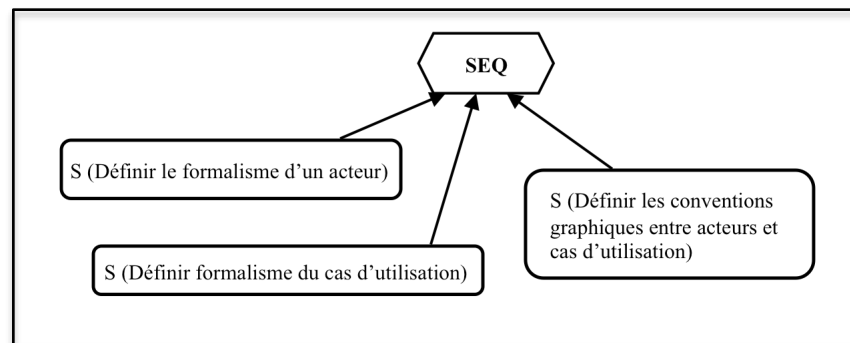 SEQ
S (Définir le formalisme d’un acteur)
S (Définir les conventions
graphiques entre acteurs et
cas d’utilisation)
S (Définir formalisme du cas d’utilisation)